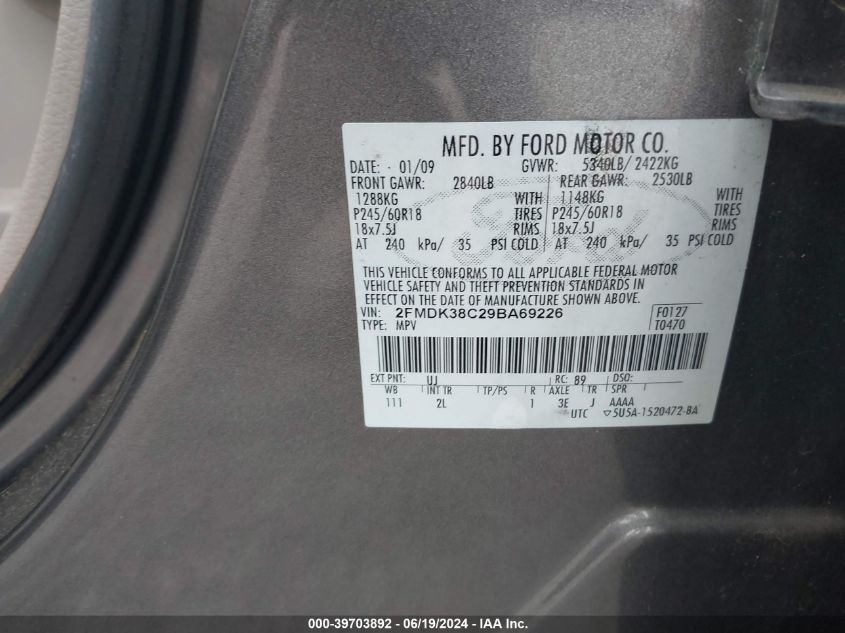 MFD. BY FORD MOTOR CO.
DATE: 01/09 GVWR: 5340LB/ 2422KG
FRONT GAWR: 2840LB REAR GAWR: 2530LB
1288KG WITH 1148KG WITH
P245/60R18 TIRES P245/60R18 TIRES
18x7.5J RIMS 18x7.5J RIMS
AT 240 kPa/ 35 PSI COLD AT 240 kPa/ 35 PSI COLD
THIS VEHICLE CONFORMS TO ALL APPLICABLE FEDERAL MOTOR
VEHICLE SAFETY AND THEFT PREVENTION STANDARDS IN
EFFECT ON THE DATE OF MANUFACTURE SHOWN ABOVE.
VIN: 2FMDK38C29BA69226 F0127
TYPE: MPV T0470
EXT PNT: UJ RC: 89 DSO:
WB INT TR TP/PS R AXLE TR SPR
111 2L 1 3E J AAAA
UTC ▽5U5A-1520472-BA
000-39703892 - 06/19/2024 - Copyright © 2024 IAA, Inc.